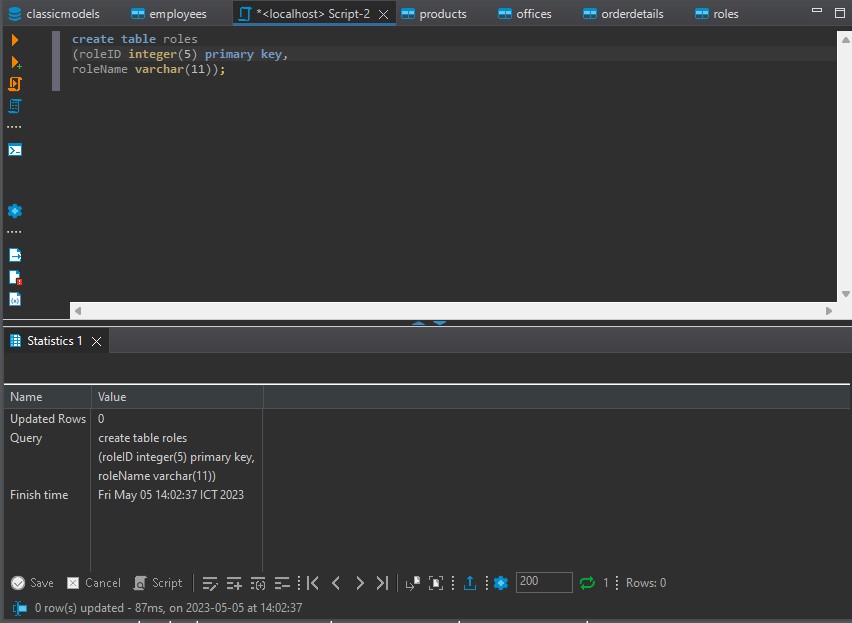 classicmodels
employees
*<localhost> Script-2
products
offices
orderdetails
roles
create table roles
(roleID integer(5) primary key,
roleName varchar(11));
Statistics 1
Name Value
Updated Rows 0
Query create table roles
(roleID integer(5) primary key,
roleName varchar(11))
Finish time Fri May 05 14:02:37 ICT 2023
Save Cancel Script 200 1 Rows: 0
0 row(s) updated - 87ms, on 2023-05-05 at 14:02:37